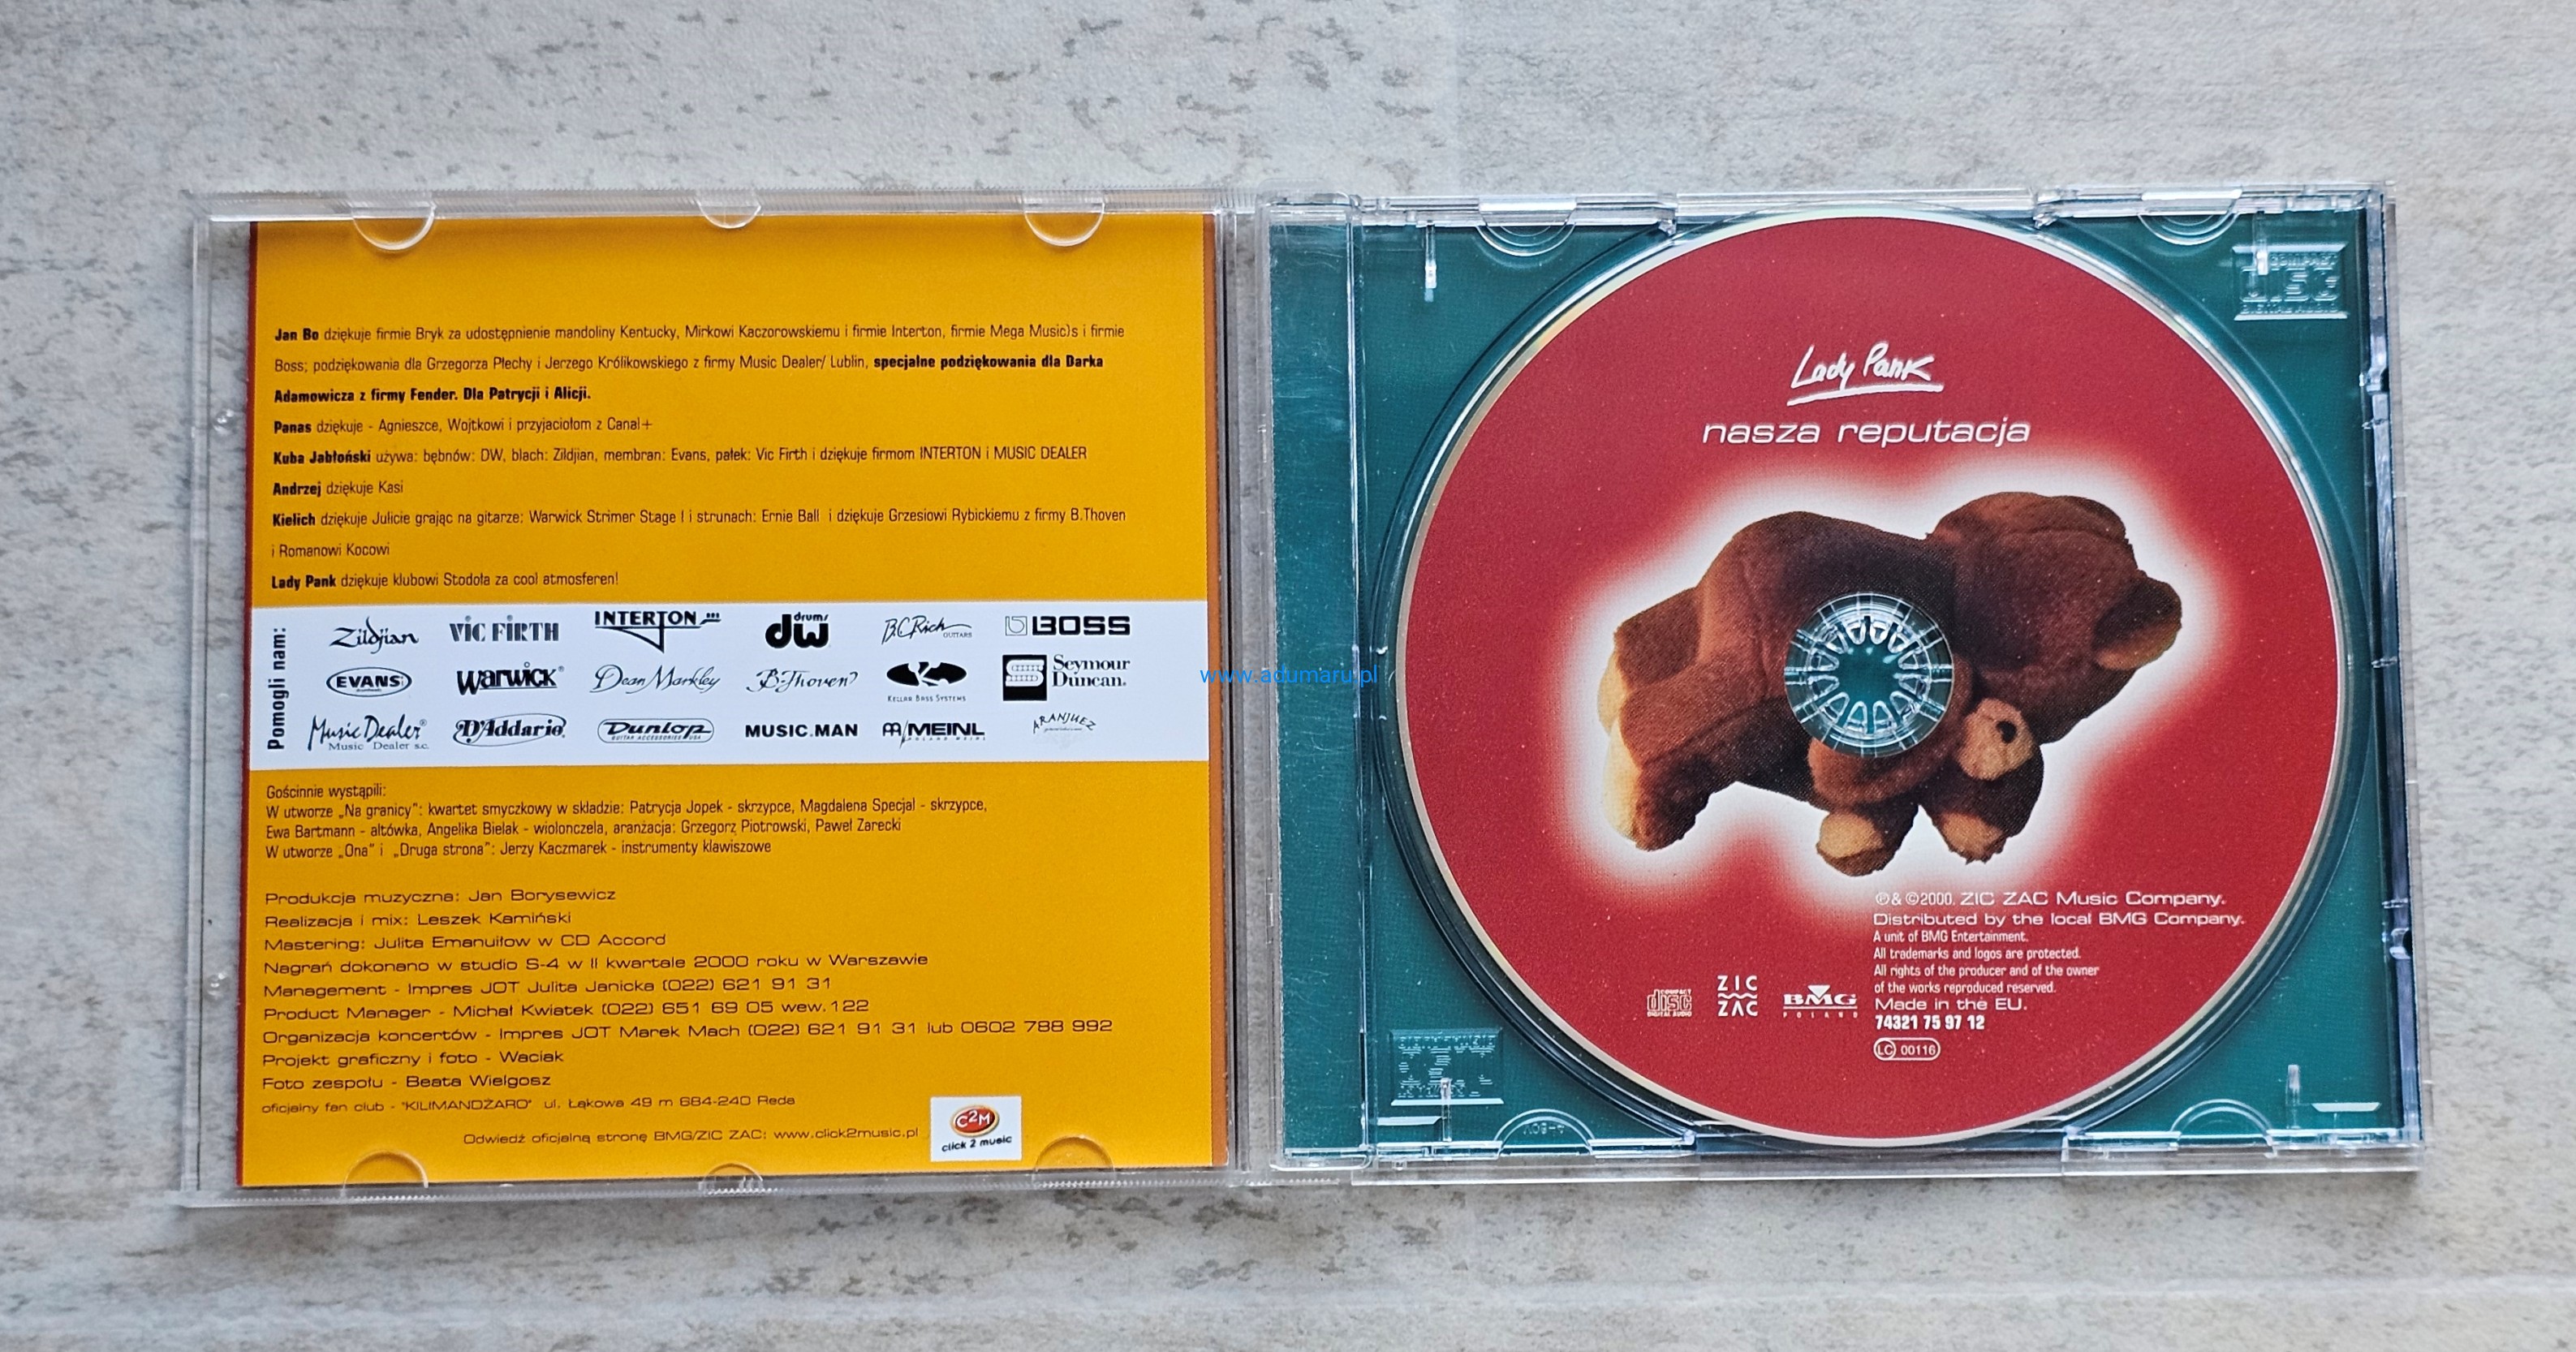 Jan Bo dziękuje firmie Bryk za udostępnienie mandoliny Kentucky, Mirkowi Kaczorowskiemu i firmie Interton, firmie Mega Music)s i firmie
Boss; podziękowania dla Grzegorza Płechy i Jerzego Królikowskiego z firmy Music Dealer/ Lublin, specjalne podziękowania dla Darka
Adamowicza z firmy Fender. Dla Patrycji i Alicji.
Panas dziękuje - Agnieszce, Wojtkowi i przyjaciołom z Canal+
Kuba Jabłoński używa: bębnów: DW, blach: Zildjian, membran: Evans, pałek: Vic Firth i dziękuje firmom INTERTON i MUSIC DEALER
Andrzej dziękuje Kasi
Kielich dziękuje Julicie grając na gitarze: Warwick Strimer Stage I i strunach: Ernie Ball i dziękuje Grzesiowi Rybickiemu z firmy B.Thoven
i Romanowi Kocowi
Lady Pank dziękuje klubowi Stodoła za cool atmosferen!
Pomogli nam:
Zildjian VIC FIRTH INTERTON drums dw B.C. Rich GUITARS BOSS
EVANS Warwick Dean Markley B.Thoven KELLAR BASS SYSTEMS Seymour Duncan
Music Dealer Music Dealer s.c. D'Addario Dunlop GUITAR ACCESSORIES USA MUSIC.MAN MEINL ARANJUEZ
Gościnnie wystąpili:
W utworze „Na granicy": kwartet smyczkowy w składzie: Patrycja Jopek - skrzypce, Magdalena Specjal - skrzypce,
Ewa Bartmann - altówka, Angelika Bielak - wiolonczela, aranżacja: Grzegorz Piotrowski, Paweł Zarecki
W utworze „Ona" i „Druga strona": Jerzy Kaczmarek - instrumenty klawiszowe
Produkcja muzyczna: Jan Borysewicz
Realizacja i mix: Leszek Kamiński
Mastering: Julita Emanuiłow w CD Accord
Nagrań dokonano w studio S-4 w II kwartale 2000 roku w Warszawie
Management - Impres JOT Julita Janicka (022) 621 91 31
Product Manager - Michał Kwiatek (022) 651 69 05 wew. 122
Organizacja koncertów - Impres JOT Marek Mach (022) 621 91 31 lub 0602 788 992
Projekt graficzny i foto - Waciak
Foto zespołu - Beata Wielgosz
oficjalny fan club - "KILIMANDŻARO" ul. Łąkowa 49 m 684-240 Reda
Odwiedź oficjalną stronę BMG/ZIC ZAC: www.click2music.pl
C2M
click 2 music
www.adumaru.pl
Lady Pank
nasza reputacja
℗ & ©2000. ZIC ZAC Music Company.
Distributed by the local BMG Company.
A unit of BMG Entertainment.
All trademarks and logos are protected.
All rights of the producer and of the owner
of the works reproduced reserved.
Made in the EU.
74321 75 97 12
LC 00116
COMPACT disc DIGITAL AUDIO
ZIC ZAC
BMG POLAND
COMPACT disc DIGITAL AUDIO